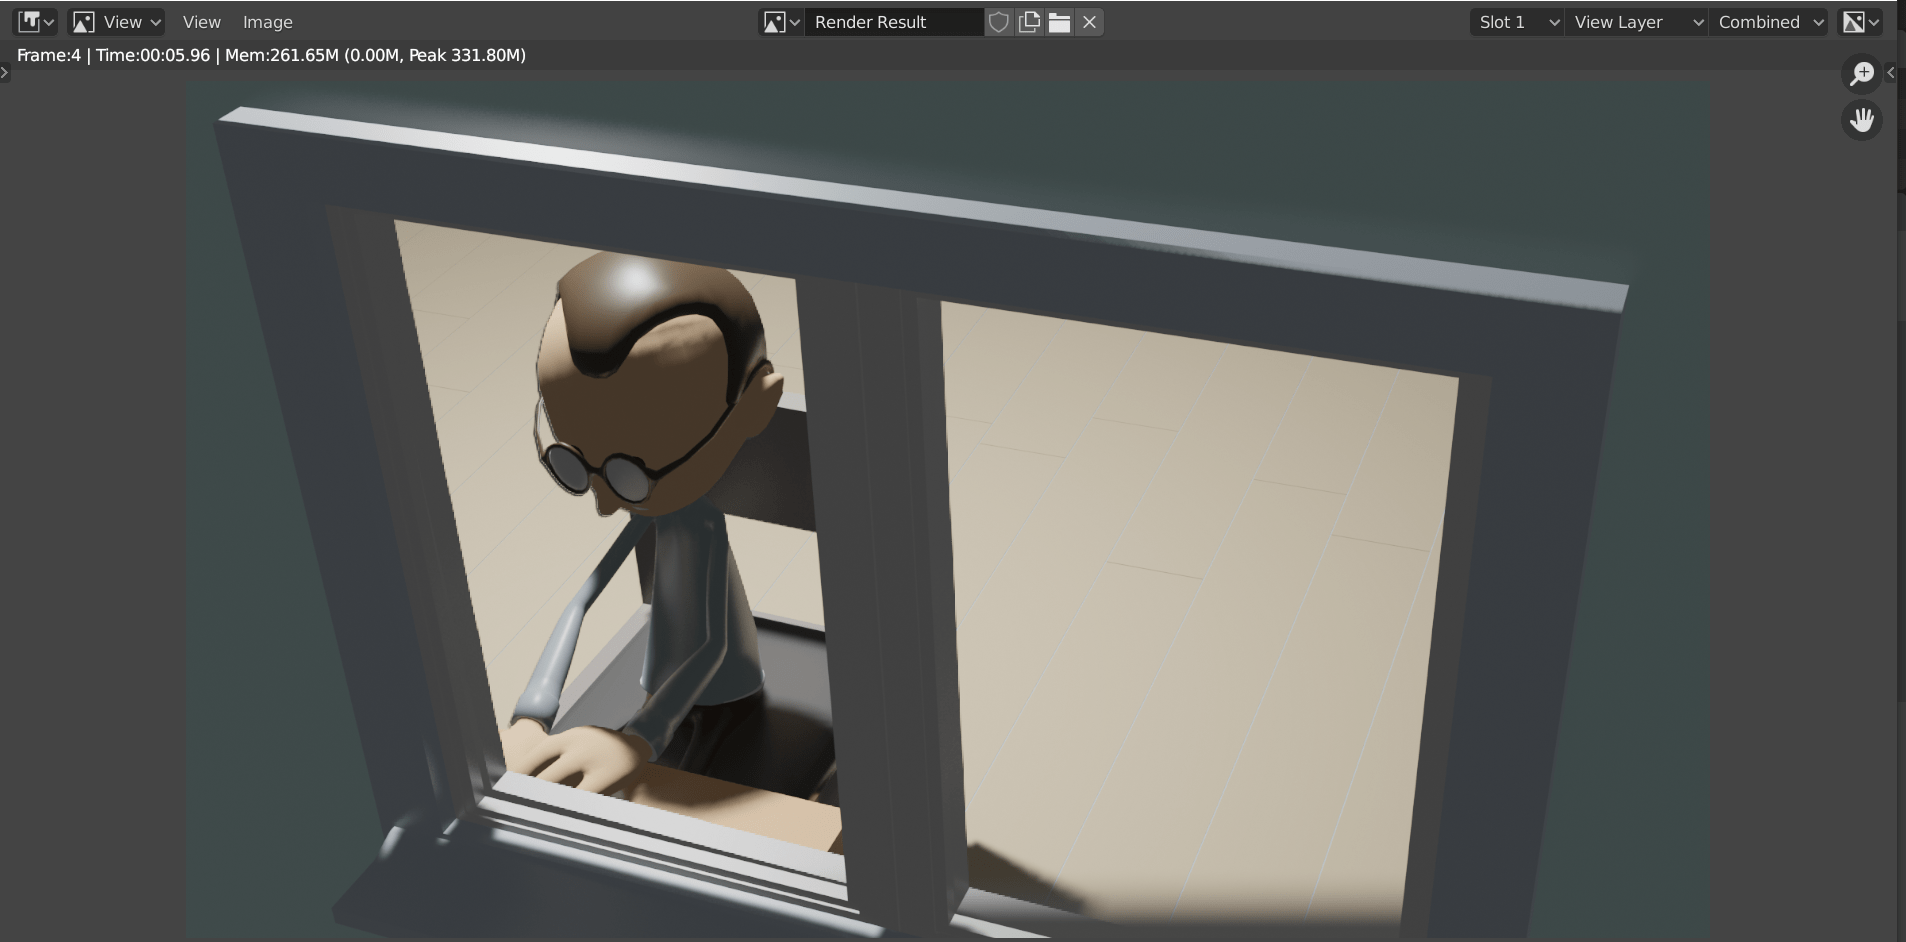 View View Image Render Result Slot 1 View Layer Combined
Frame:4 | Time:00:05.96 | Mem:261.65M (0.00M, Peak 331.80M)